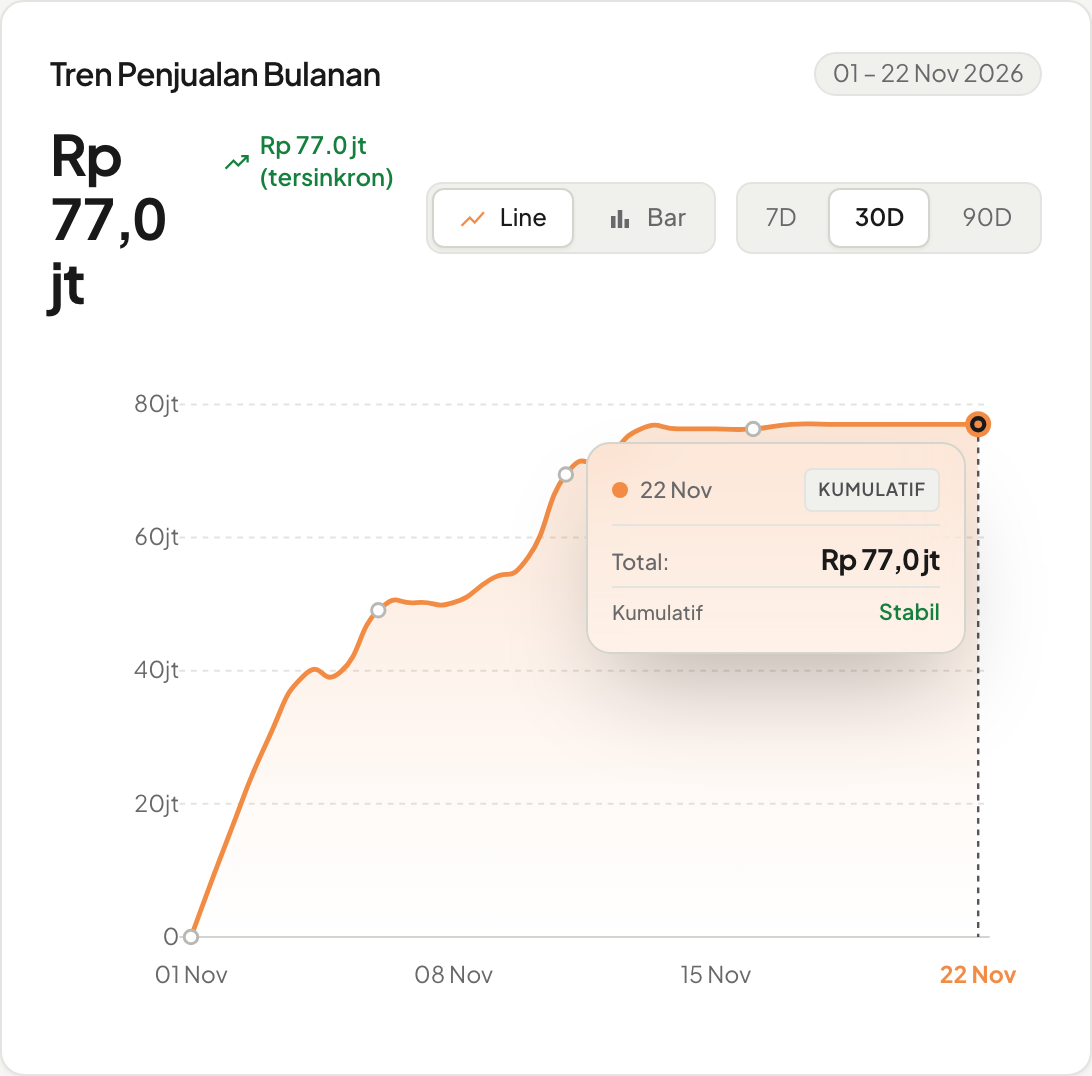 Tren Penjualan Bulanan
01 – 22 Nov 2026
Rp
77,0
jt
Rp 77.0 jt
(tersinkron)
Line
Bar
7D
30D
90D
80jt
60jt
40jt
20jt
0
22 Nov
KUMULATIF
Total:
Rp 77,0 jt
Kumulatif
Stabil
01 Nov
08 Nov
15 Nov
22 Nov